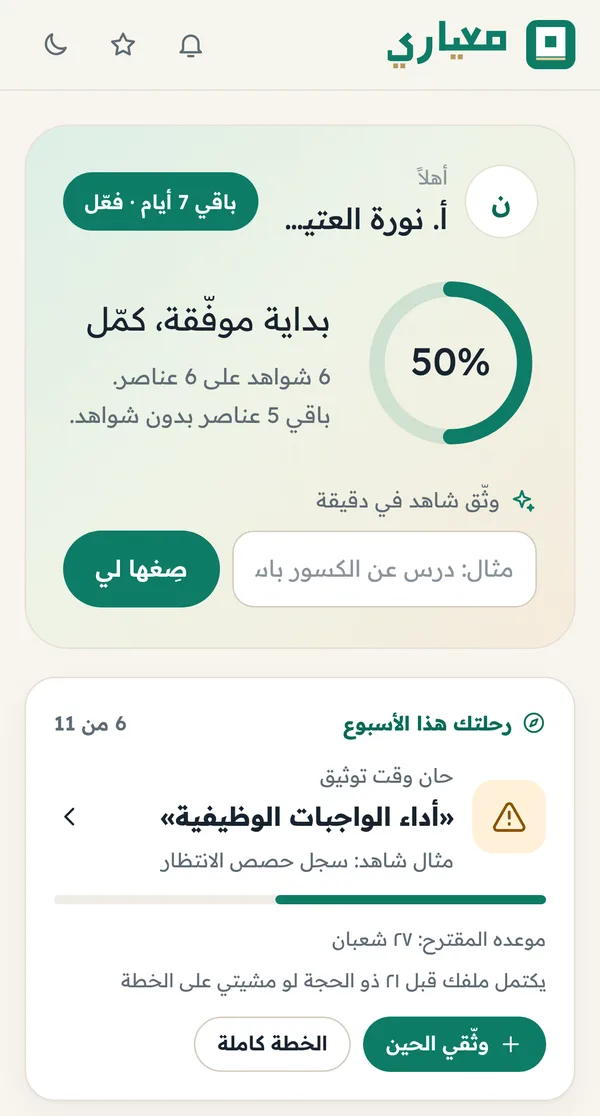 معياري
أهلاً
ن
أ. نورة العتيـ...
باقي 7 أيام · فعّل
50%
بداية موفّقة، كمّل
6 شواهد على 6 عناصر.
باقي 5 عناصر بدون شواهد.
وثّق شاهد في دقيقة
مثال: درس عن الكسور باس
صِغها لي
رحلتك هذا الأسبوع
6 من 11
حان وقت توثيق
«أداء الواجبات الوظيفية»
مثال شاهد: سجل حصص الانتظار
موعده المقترح: ٢٧ شعبان
يكتمل ملفك قبل ٢١ ذو الحجة لو مشيتي على الخطة
وثّقي الحين
الخطة كاملة